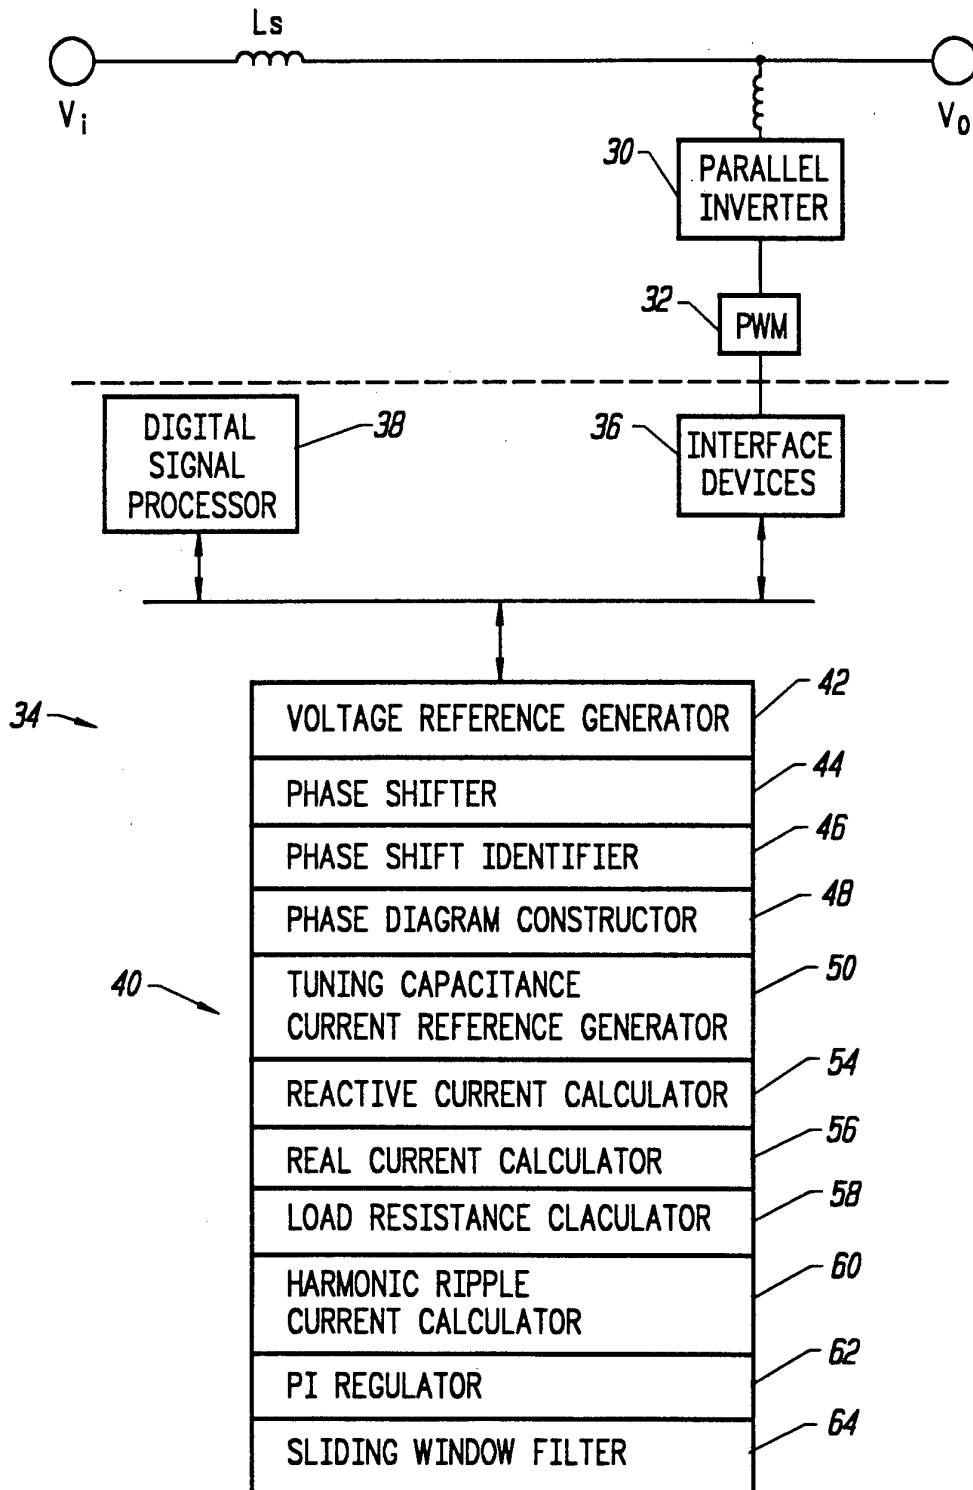 Ls
Vi
Vo
30
PARALLEL
INVERTER
32
PWM
DIGITAL
SIGNAL
PROCESSOR
38
36
INTERFACE
DEVICES
34
40
VOLTAGE REFERENCE GENERATOR
42
PHASE SHIFTER
44
PHASE SHIFT IDENTIFIER
46
PHASE DIAGRAM CONSTRUCTOR
48
TUNING CAPACITANCE
CURRENT REFERENCE GENERATOR
50
REACTIVE CURRENT CALCULATOR
54
REAL CURRENT CALCULATOR
56
LOAD RESISTANCE CLACULATOR
58
HARMONIC RIPPLE
CURRENT CALCULATOR
60
PI REGULATOR
62
SLIDING WINDOW FILTER
64